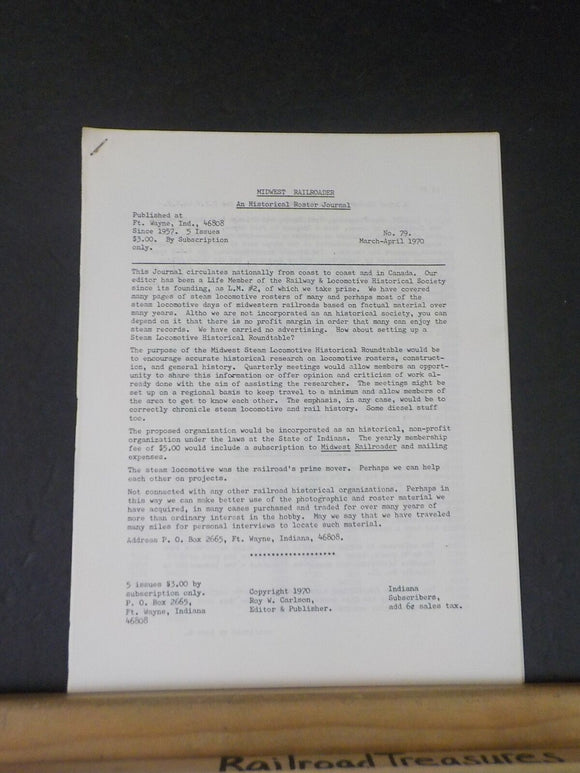 MIDWEST RAILROADER
An Historical Roster Journal
Published at
Ft. Wayne, Ind., 46808
Since 1957. 5 Issues
$3.00. By Subscription
only.
No. 79.
March-April 1970
This Journal circulates nationally from coast to coast and in Canada. Our
editor has been a Life Member of the Railway & Locomotive Historical Society
since its founding, as L.M. #2, of which we take prise. We have covered
many pages of steam locomotive rosters of many and perhaps most of the
steam locomotive days of midwestern railroads based on factual material over
many years. Altho we are not incorporated as an historical society, you can
depend on it that there is no profit margin in order that many can enjoy the
steam records. We have carried no advertising. How about setting up a
Steam Locomotive Historical Roundtable?
The purpose of the Midwest Steam Locomotive Historical Roundtable would be
to encourage accurate historical research on locomotive rosters, construct-
ion, and general history. Quarterly meetings would allow members an opport-
unity to share this information or offer opinion and criticism of work al-
ready done with the aim of assisting the researcher. The meetings might be
set up on a regional basis to keep travel to a minimum and allow members of
the area to get to know each other. The emphasis, in any case, would be to
correctly chronicle steam locomotive and rail history. Some diesel stuff
too.
The proposed organization would be incorporated as an historical, non-profit
organization under the laws at the State of Indiana. The yearly membership
fee of $5.00 would include a subscription to Midwest Railroader and mailing
expenses.
The steam locomotive was the railroad's prime mover. Perhaps we can help
each other on projects.
Not connected with any other railroad historical organizations. Perhaps in
this way we can make better use of the photographic and roster material we
have acquired, in many cases purchased and traded for over many years of
more than ordinary interest in the hobby. May we say that we have traveled
many miles for personal interviews to locate such material.
Address P. O. Box 2665, Ft. Wayne, Indiana, 46808.
********************
5 issues $3.00 by
subscription only.
P. O. Box 2665,
Ft. Wayne, Indiana
46808
Copyright 1970
Roy W. Carlson,
Editor & Publisher.
Indiana
Subscribers,
add 6¢ sales tax.
Railroad Treasures